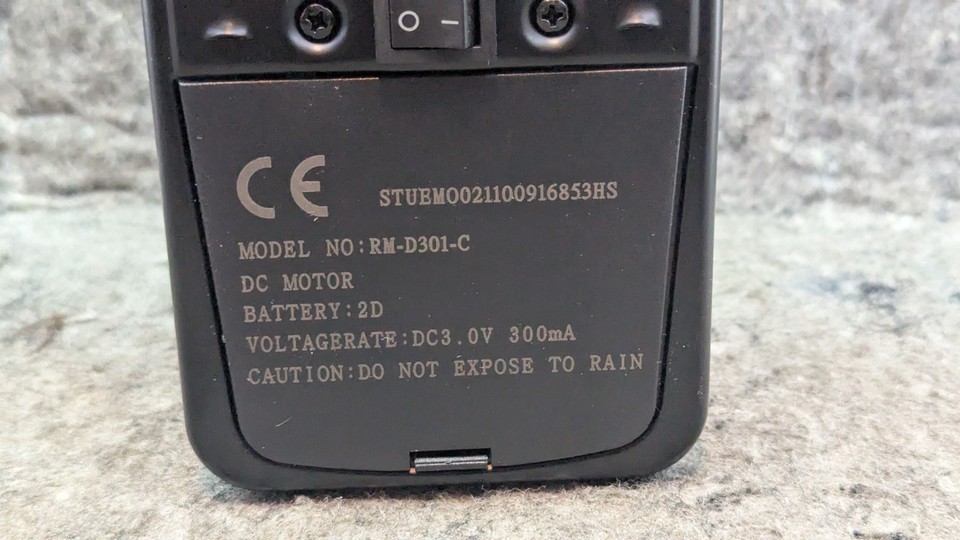 O I
CE
STUEMO021100916853HS
MODEL NO:RM-D301-C
DC MOTOR
BATTERY:2D
VOLTAGERATE:DC3.0V 300mA
CAUTION:DO NOT EXPOSE TO RAIN